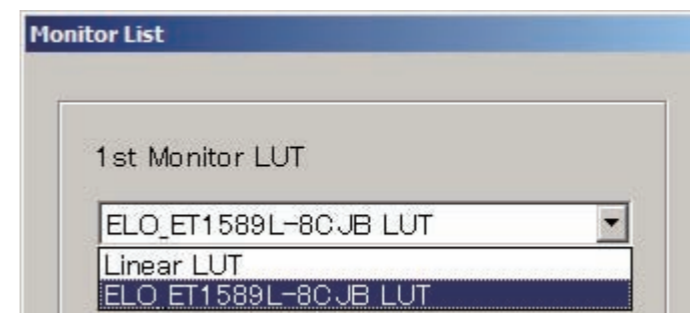 Monitor List
1st Monitor LUT
ELO_ET1589L-8CJB LUT
Linear LUT
ELO_ET1589L-8CJB LUT